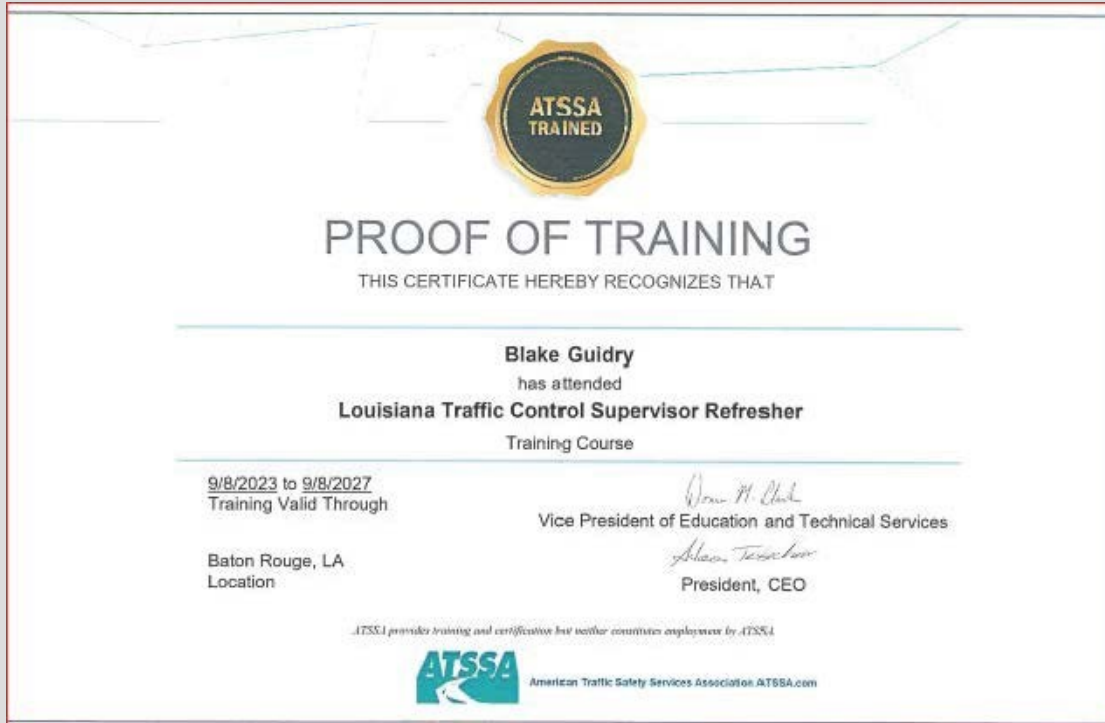 ATSSA
TRAINED
PROOF OF TRAINING
THIS CERTIFICATE HEREBY RECOGNIZES THAT
Blake Guidry
has attended
Louisiana Traffic Control Supervisor Refresher
Training Course
9/8/2023 to 9/8/2027
Training Valid Through
Vice President of Education and Technical Services
Baton Rouge, LA
Location
President, CEO
ATSSA provides training and certification but neither constitutes employment by ATSSA
ATSSA
American Traffic Safety Services Association ATSSA.com